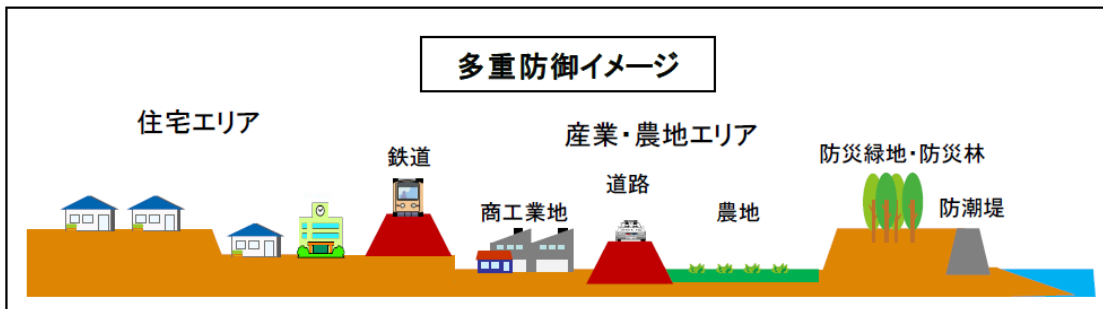 多重防御イメージ
住宅エリア
産業・農地エリア
鉄道
道路
商工業地
農地
防災緑地・防災林
防潮堤